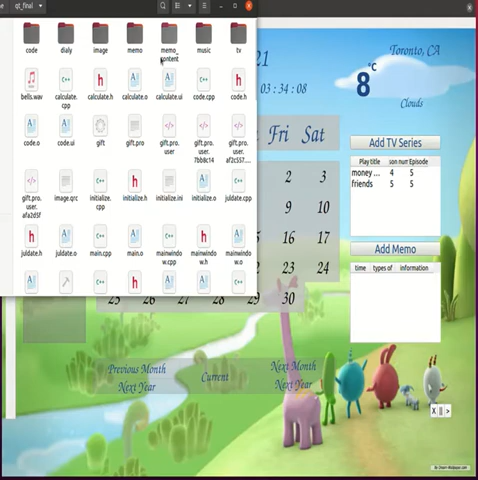 qt_final
code
dialy
image
memo
memo_
content
music
tv
bells.wav
calculate.
cpp
calculate.h
calculate.o
calculate.ui
code.cpp
code.h
code.o
code.ui
gift
gift.pro
gift.pro.
user
gift.pro.
user.
7bb8c14
gift.pro.
user.
af2c557....
gift.pro.
user.
afa2d5f
image.qrc
initialize.
cpp
initialize.h
initialize.ini
initialize.o
juldate.cpp
juldate.h
juldate.o
main.cpp
main.o
mainwindo
w.cpp
mainwindo
w.h
mainwindo
w.o
21
03 : 34 : 08
Toronto, CA
8 °C
Clouds
Fri Sat
2 3
9 10
16 17
23 24
25 26 27 28 29 30
Add TV Series
Play title son num Episode
money ... 4 5
friends 5 5
Add Memo
time types of information
Previous Month
Next Year
Current
Next Month
Next Year
X || >